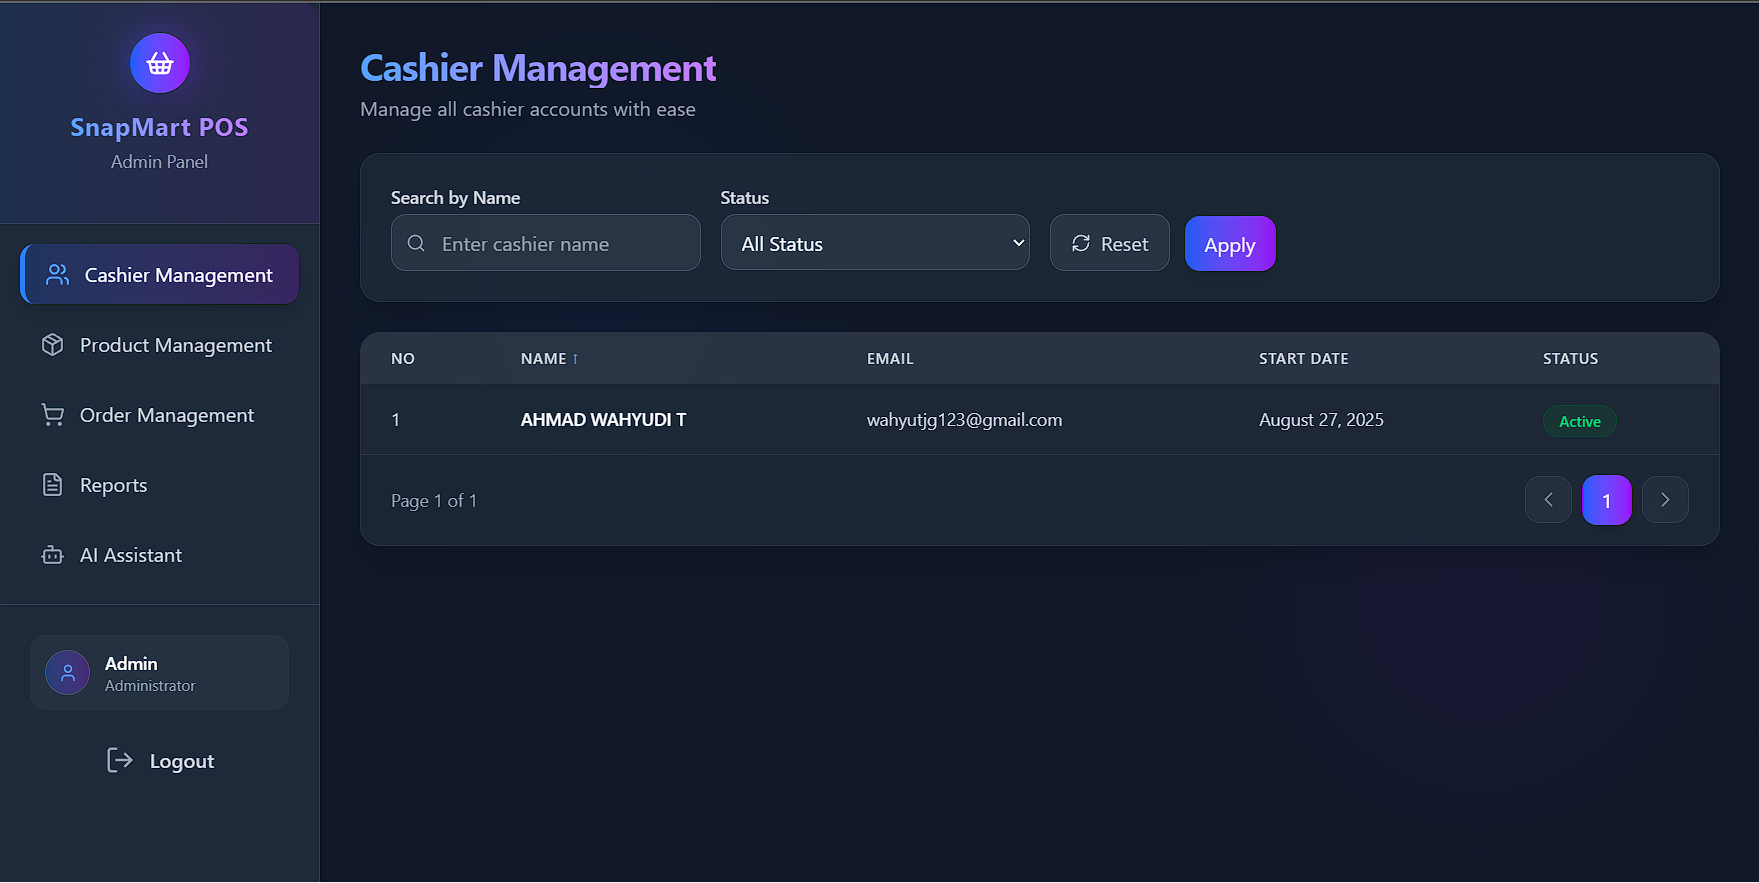 SnapMart POS
Admin Panel
Cashier Management
Product Management
Order Management
Reports
AI Assistant
Admin
Administrator
Logout
Cashier Management
Manage all cashier accounts with ease
Search by Name Status
Enter cashier name All Status Reset Apply
NO NAME ↑ EMAIL START DATE STATUS
1 AHMAD WAHYUDI T wahyutjg123@gmail.com August 27, 2025 Active
Page 1 of 1 1